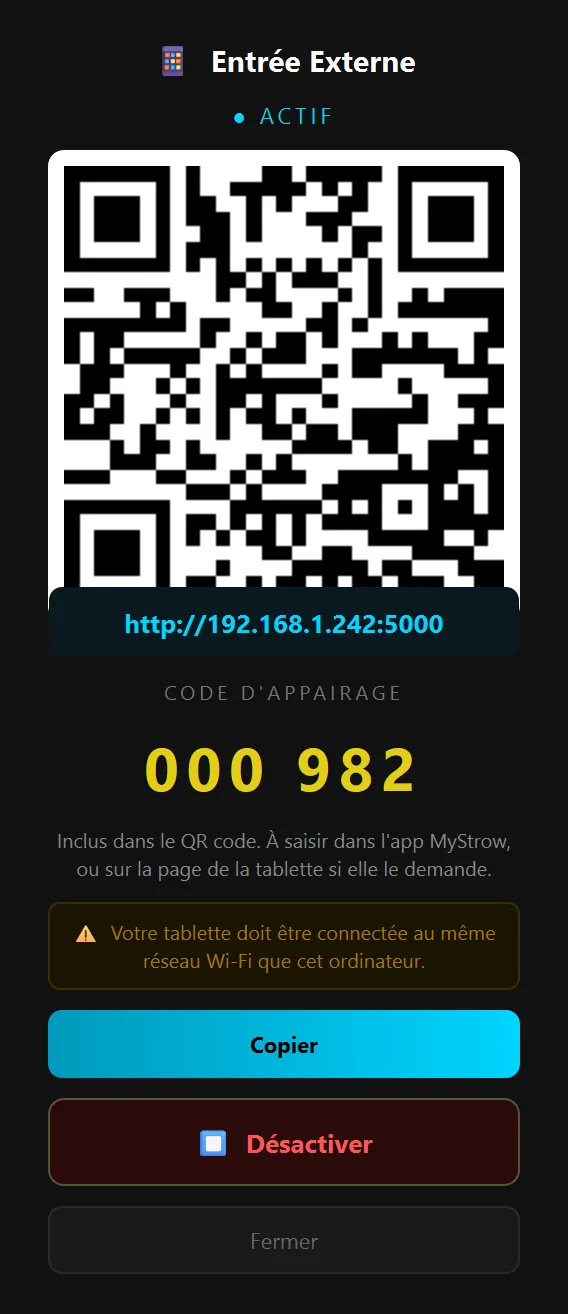 Entrée Externe
● ACTIF
http://192.168.1.242:5000
CODE D'APPAIRAGE
000 982
Inclus dans le QR code. À saisir dans l'app MyStrow,
ou sur la page de la tablette si elle le demande.
⚠ Votre tablette doit être connectée au même
réseau Wi-Fi que cet ordinateur.
Copier
Désactiver
Fermer